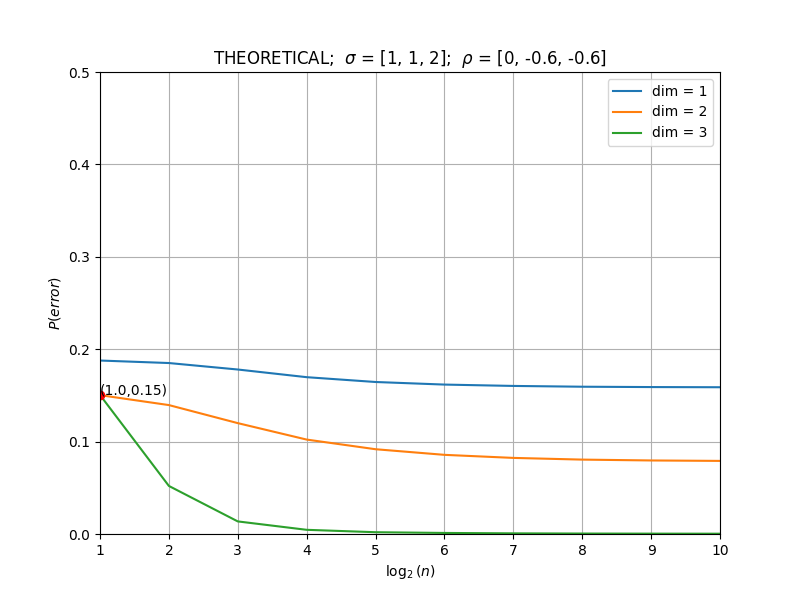 THEORETICAL;  σ = [1, 1, 2];  ρ = [0, -0.6, -0.6]
0.5
0.4
0.3
0.2
0.1
0.0
P(error)
dim = 1
dim = 2
dim = 3
(1.0,0.15)
1 2 3 4 5 6 7 8 9 10
log₂(n)